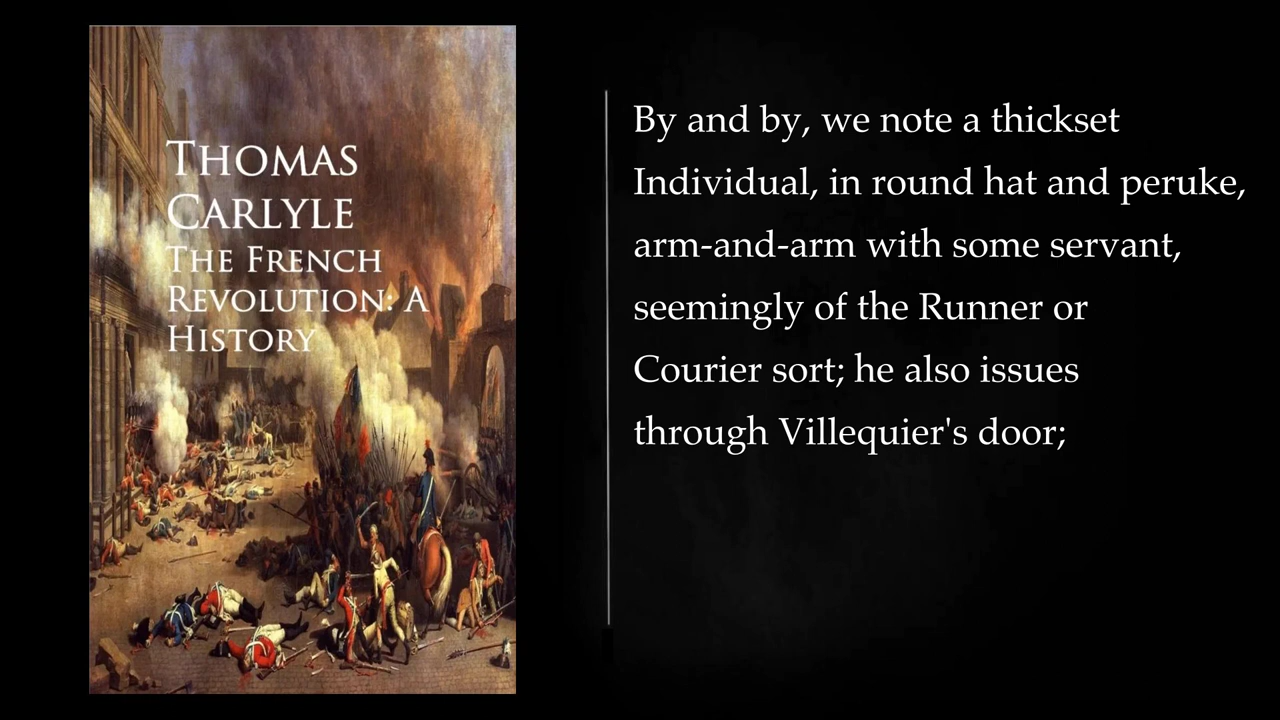 THOMAS
CARLYLE
THE FRENCH
REVOLUTION: A
HISTORY
By and by, we note a thickset
Individual, in round hat and peruke,
arm-and-arm with some servant,
seemingly of the Runner or
Courier sort; he also issues
through Villequier's door;